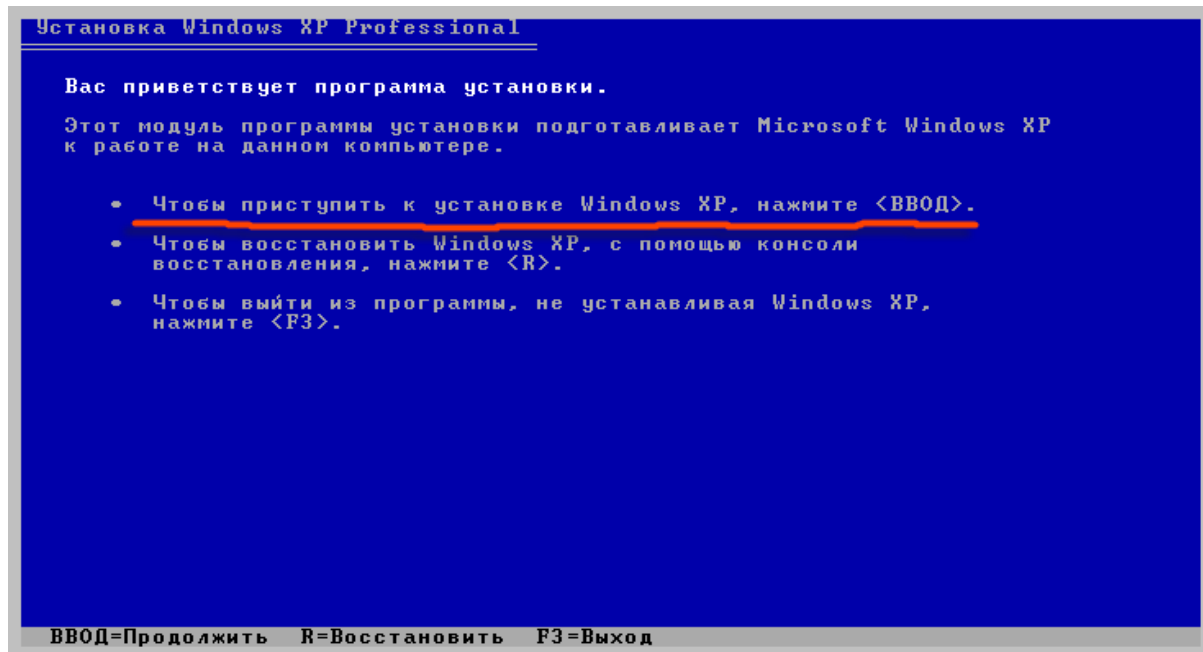 Установка Windows XP Professional
Вас приветствует программа установки.
Этот модуль программы установки подготавливает Microsoft Windows XP
к работе на данном компьютере.
• Чтобы приступить к установке Windows XP, нажмите <ВВОД>.
• Чтобы восстановить Windows XP, с помощью консоли
восстановления, нажмите <R>.
• Чтобы выйти из программы, не устанавливая Windows XP,
нажмите <F3>.
ВВОД=Продолжить R=Восстановить F3=Выход